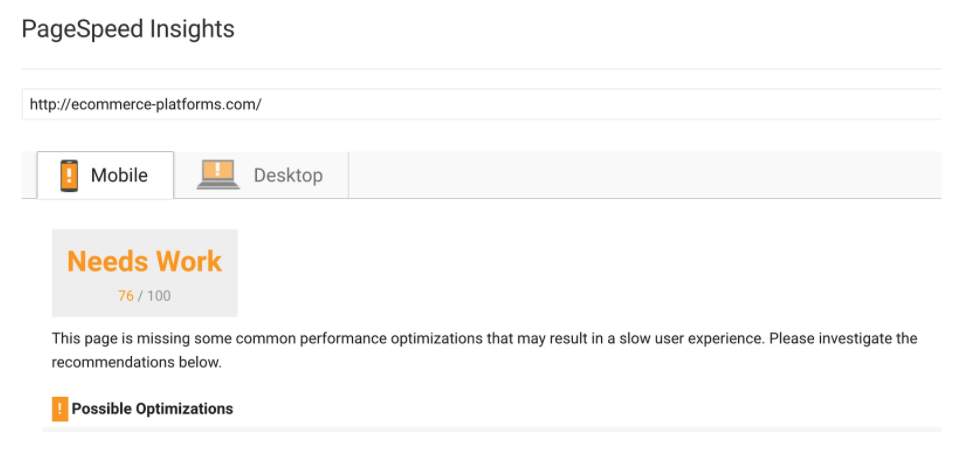 PageSpeed Insights
http://ecommerce-platforms.com/
Mobile
Desktop
Needs Work
76 / 100
This page is missing some common performance optimizations that may result in a slow user experience. Please investigate the
recommendations below.
! Possible Optimizations